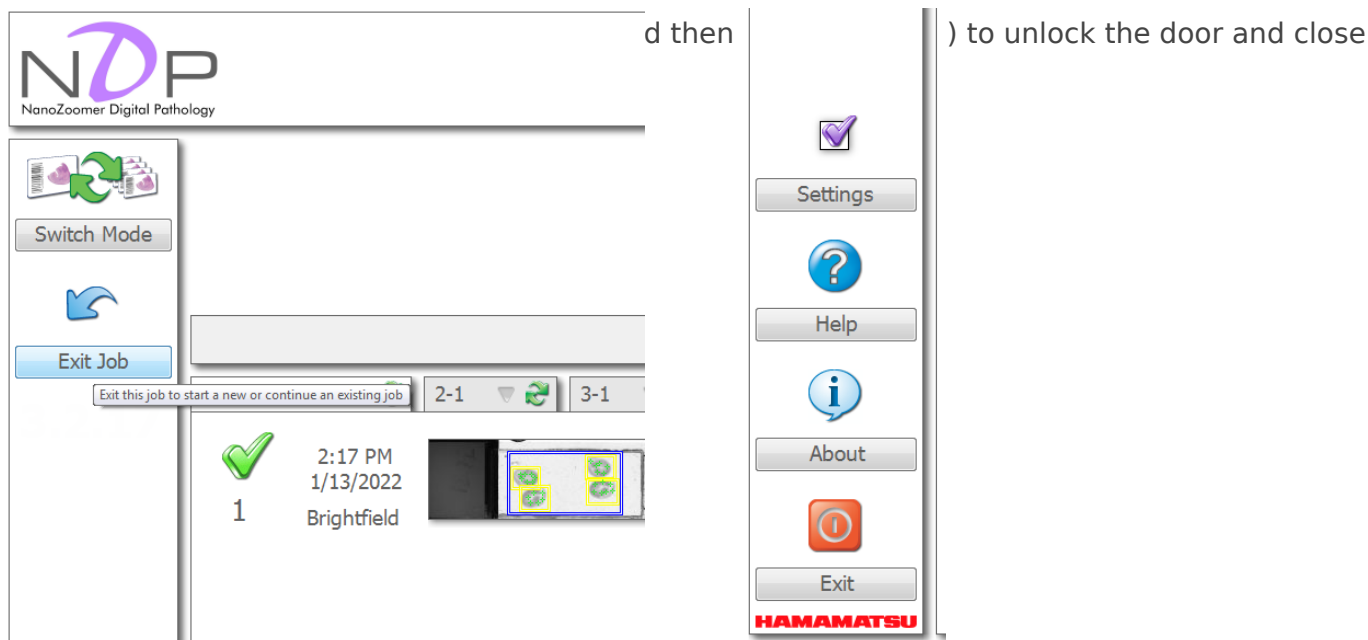 d then
) to unlock the door and close
NDP
NanoZoomer Digital Pathology
Switch Mode
Exit Job
Exit this job to start a new or continue an existing job
2-1
3-1
2:17 PM
1/13/2022
1
Brightfield
Settings
Help
About
Exit
HAMAMATSU